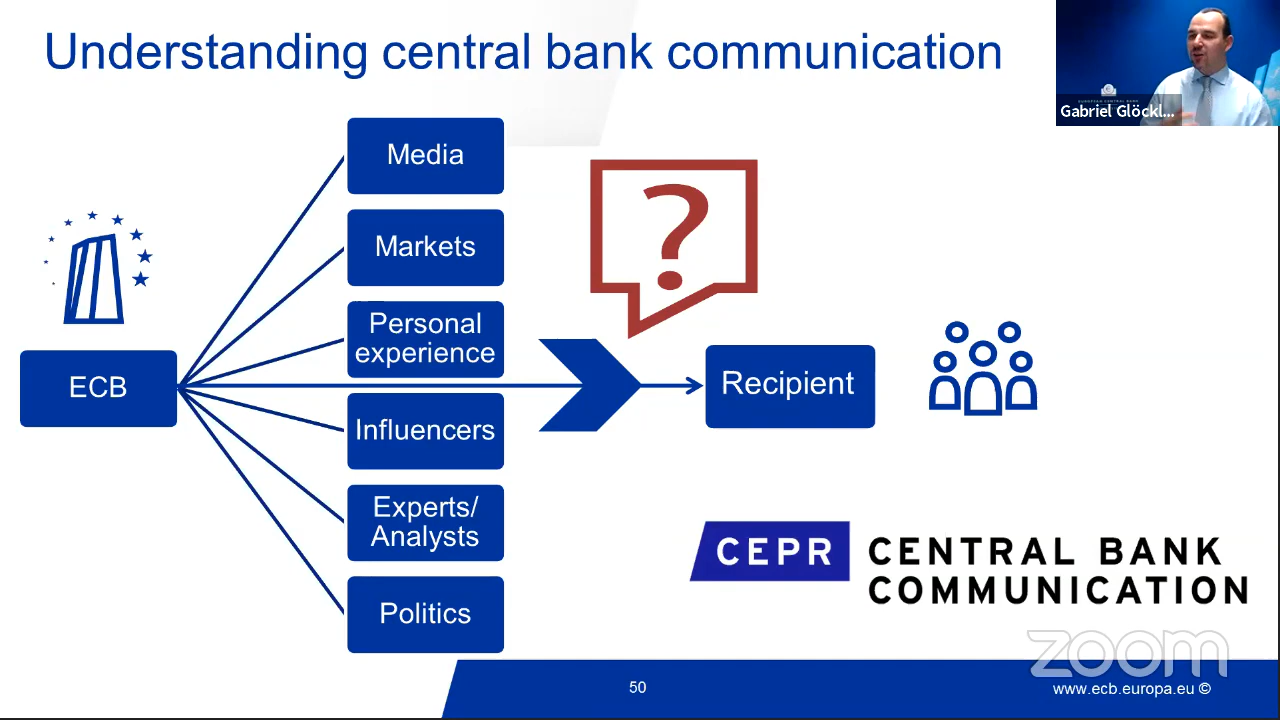 Understanding central bank communication
Gabriel Glöckl...
Media
Markets
Personal
experience
Influencers
Experts/
Analysts
Politics
ECB
?
Recipient
CEPR
CENTRAL BANK
COMMUNICATION
zoom
50
www.ecb.europa.eu ©